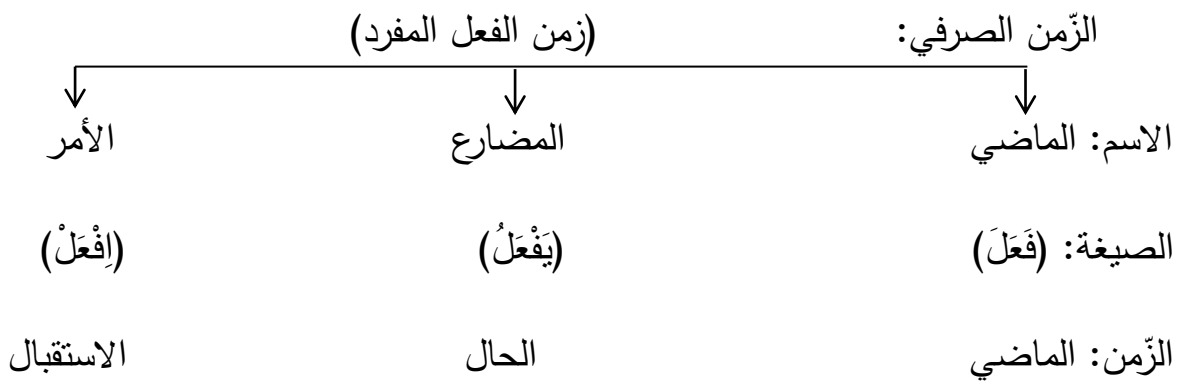 الزّمن الصرفي: (زمن الفعل المفرد)
الاسم: الماضي المضارع الأمر
الصيغة: (فَعَلَ) (يَفْعَلُ) (اِفْعَلْ)
الزّمن: الماضي الحال الاستقبال